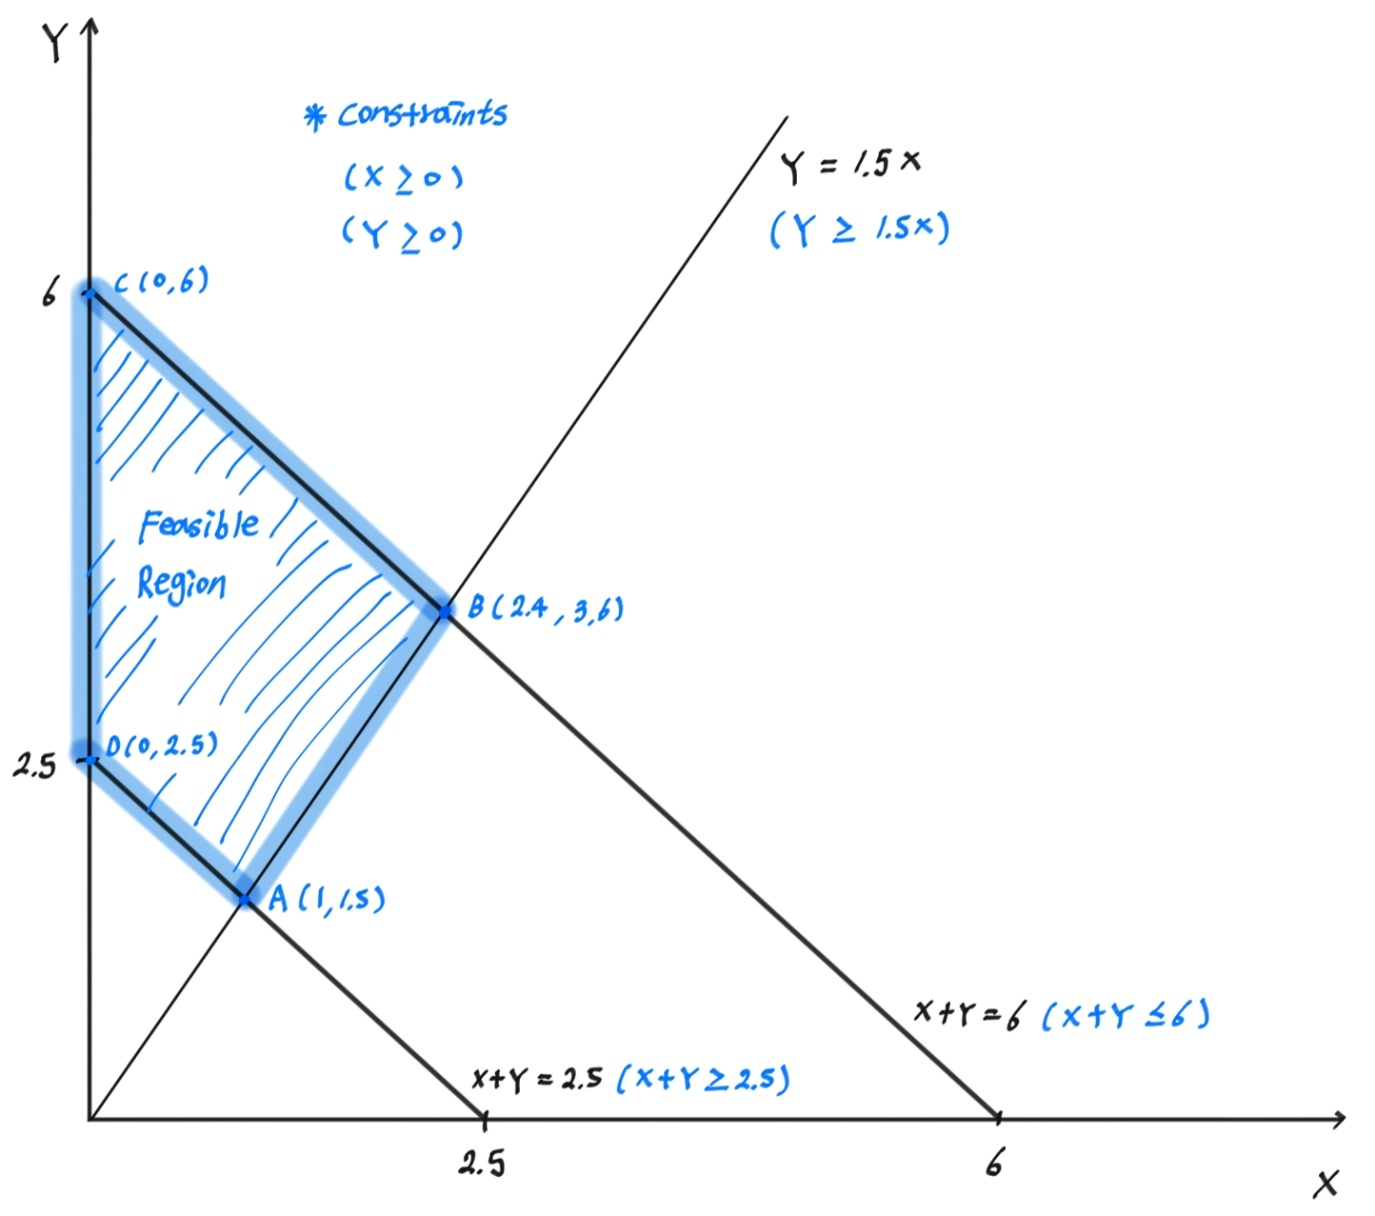 Y
* Constraints
(X ≥ 0)
(Y ≥ 0)
Y = 1.5x
(Y ≥ 1.5x)
6
C (0,6)
Feasible
Region
B (2.4, 3,6)
D (0, 2.5)
2.5
A (1, 1.5)
X+Y = 6 (X+Y ≤ 6)
X+Y = 2.5 (X+Y ≥ 2.5)
2.5
6
X